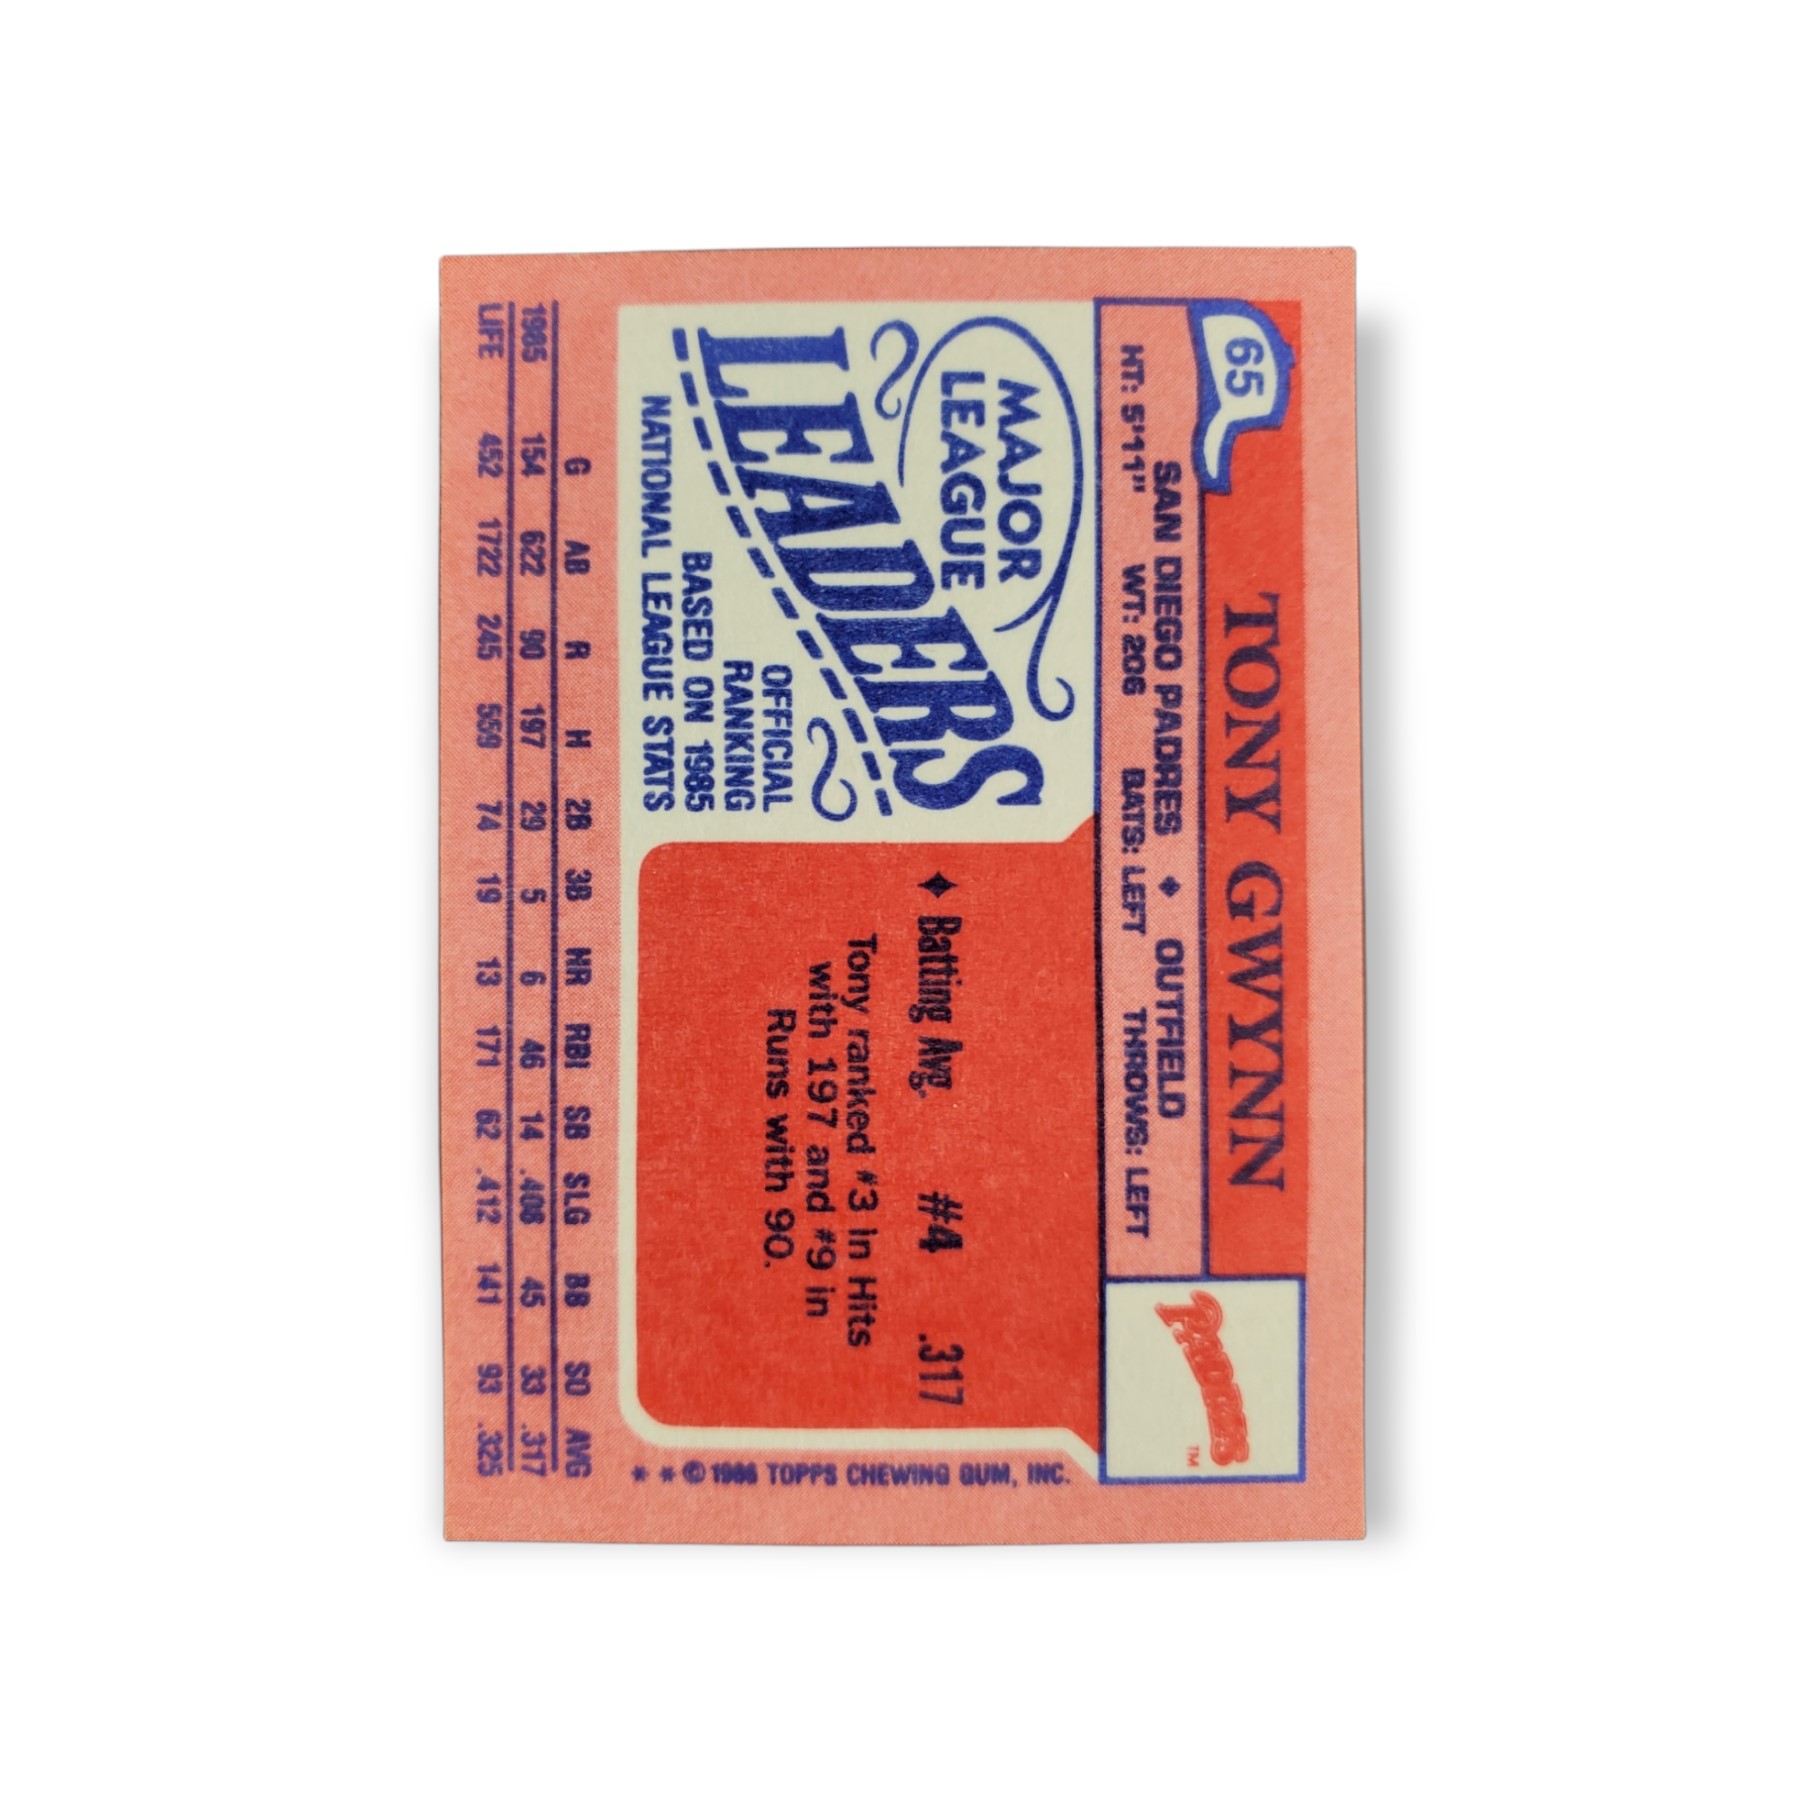 65
TONY GWYNN
SAN DIEGO PADRES ♦ OUTFIELD
HT: 5'11" WT: 206 BATS: LEFT THROWS: LEFT
PADRES
TM
MAJOR
LEAGUE
LEADERS
OFFICIAL
RANKING
BASED ON 1985
NATIONAL LEAGUE STATS
♦ Batting Avg. #4 .317
Tony ranked #3 in Hits
with 197 and #9 in
Runs with 90.
* * © 1986 TOPPS CHEWING GUM, INC.
G AB R H 2B 3B HR RBI SB SLG BB SO AVG
1985 154 622 90 197 29 5 6 46 14 .408 45 33 .317
LIFE 452 1722 245 559 74 19 13 171 62 .412 141 93 .325